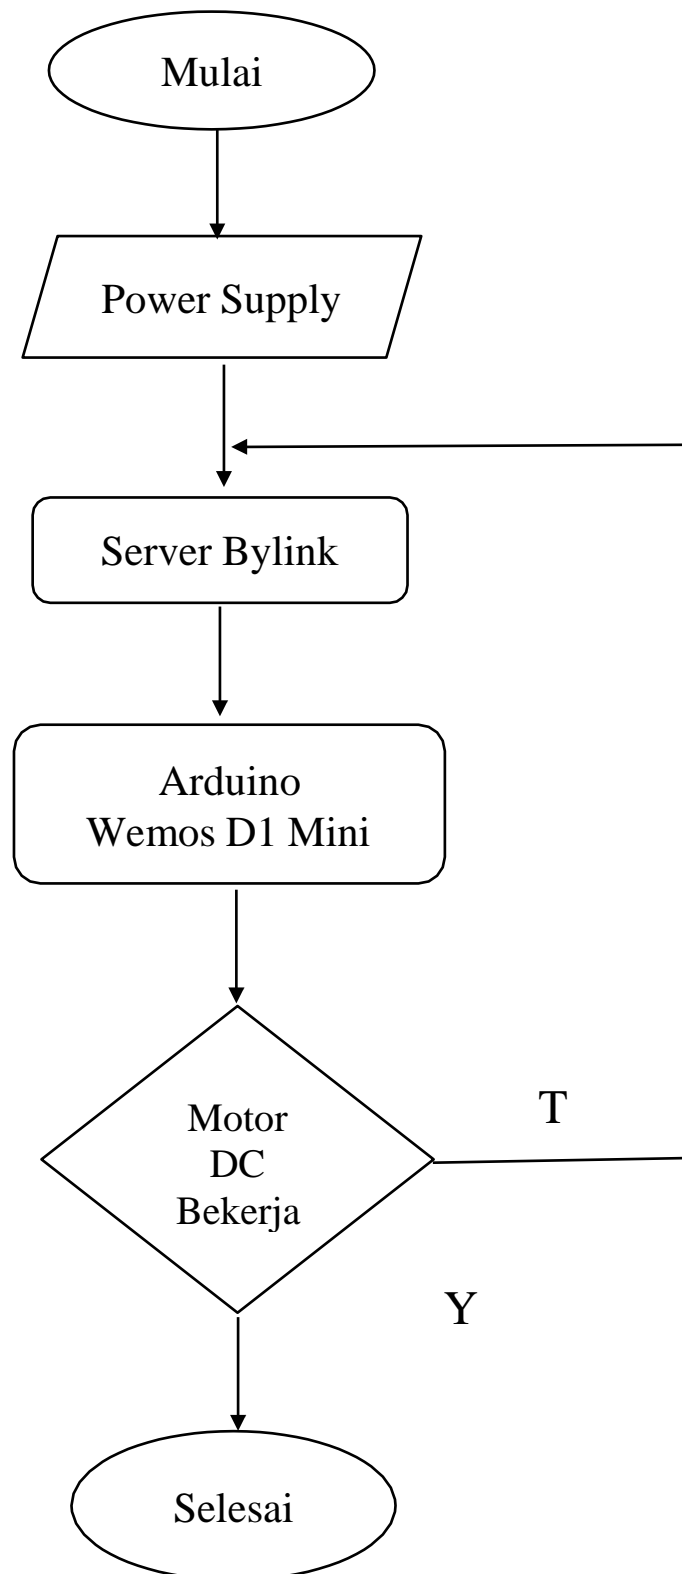 Mulai
Power Supply
Server Bylink
Arduino
Wemos D1 Mini
Motor
DC
Bekerja
T
Y
Selesai